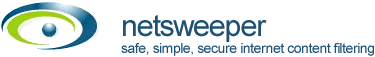 netsweeper
safe, simple, secure internet content filtering